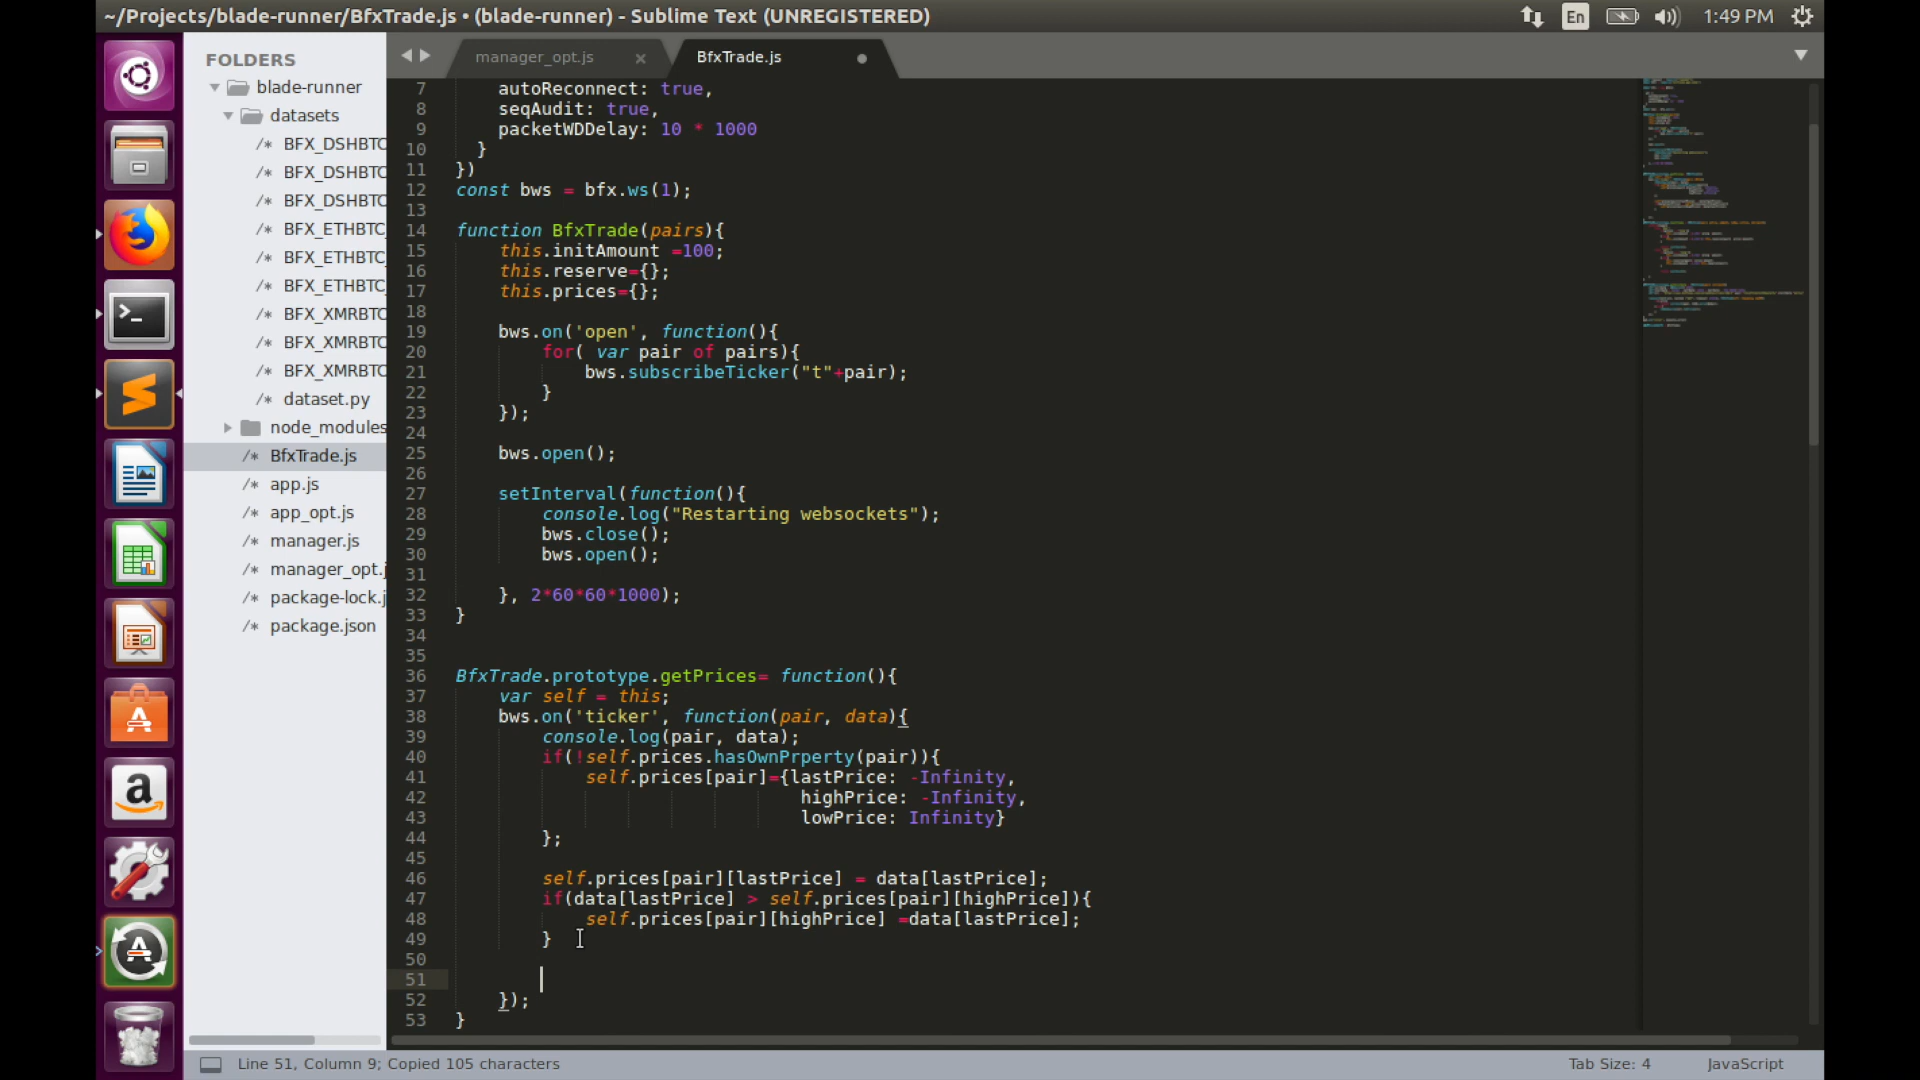 ~/Projects/blade-runner/BfxTrade.js • (blade-runner) - Sublime Text (UNREGISTERED)
En
1:49 PM
FOLDERS
blade-runner
datasets
/* BFX_DSHBTC
/* BFX_DSHBTC
/* BFX_DSHBTC
/* BFX_ETHBTC_
/* BFX_ETHBTC
/* BFX_ETHBTC_
/* BFX_XMRBTC
/* BFX_XMRBTC
/* BFX_XMRBTC
/* dataset.py
node_modules
/* BfxTrade.js
/* app.js
/* app_opt.js
/* manager.js
/* manager_opt.j
/* package-lock.j
/* package.json
manager_opt.js ×
BfxTrade.js
7 autoReconnect: true,
8 seqAudit: true,
9 packetWDDelay: 10 * 1000
10 }
11 })
12 const bws = bfx.ws(1);
13
14 function BfxTrade(pairs){
15 this.initAmount =100;
16 this.reserve={};
17 this.prices={};
18
19 bws.on('open', function(){
20 for( var pair of pairs){
21 bws.subscribeTicker("t"+pair);
22 }
23 });
24
25 bws.open();
26
27 setInterval(function(){
28 console.log("Restarting websockets");
29 bws.close();
30 bws.open();
31
32 }, 2*60*60*1000);
33 }
34
35
36 BfxTrade.prototype.getPrices= function(){
37 var self = this;
38 bws.on('ticker', function(pair, data){
39 console.log(pair, data);
40 if(!self.prices.hasOwnPrperty(pair)){
41 self.prices[pair]={lastPrice: -Infinity,
42 highPrice: -Infinity,
43 lowPrice: Infinity}
44 };
45
46 self.prices[pair][lastPrice] = data[lastPrice];
47 if(data[lastPrice] > self.prices[pair][highPrice]){
48 self.prices[pair][highPrice] =data[lastPrice];
49 }
50
51
52 });
53 }
Line 51, Column 9; Copied 105 characters
Tab Size: 4
JavaScript